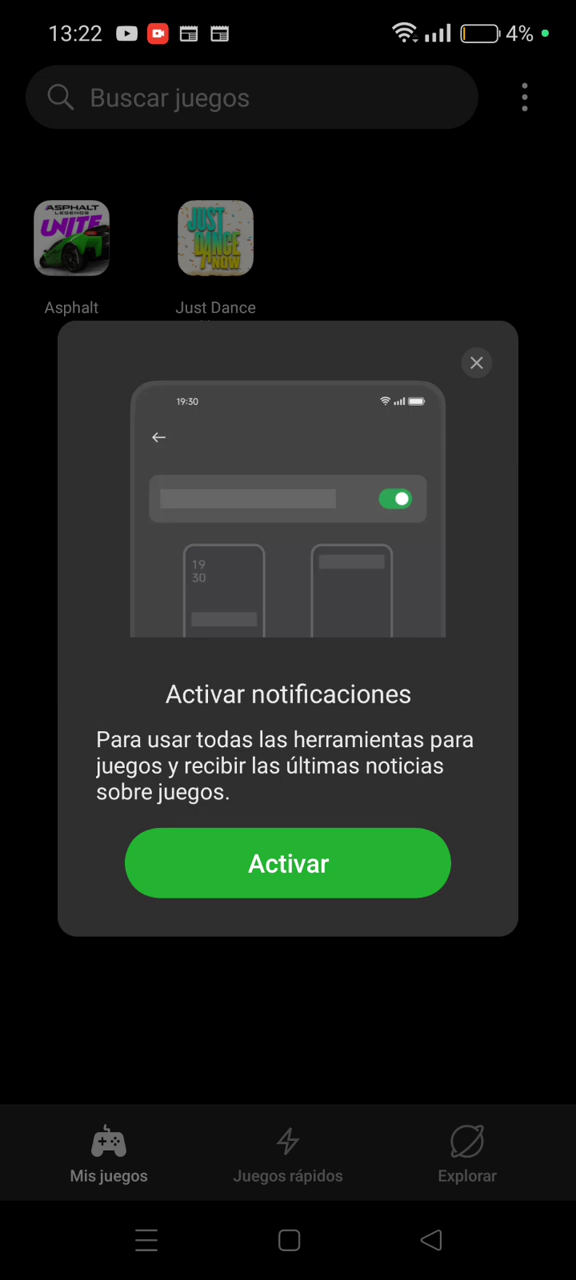 13:22
4%
Buscar juegos
ASPHALT
LEGENDS
UNITE
JUST
DANCE
NOW
Asphalt
Just Dance
19:30
19
30
Activar notificaciones
Para usar todas las herramientas para
juegos y recibir las últimas noticias
sobre juegos.
Activar
Mis juegos
Juegos rápidos
Explorar